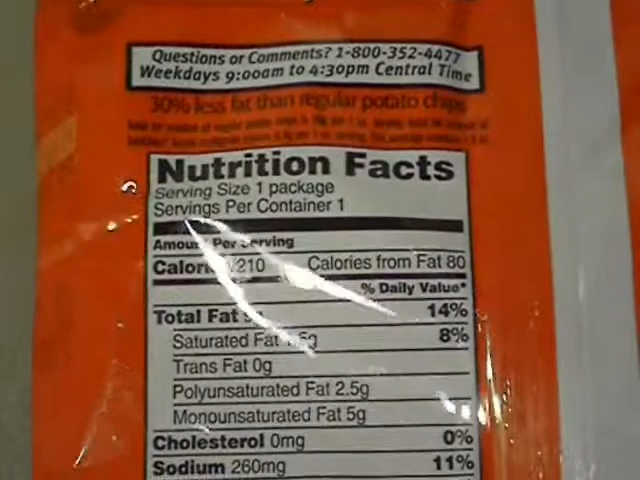 Questions or Comments? 1-800-352-4477
Weekdays 9:00am to 4:30pm Central Time
30% less fat than regular potato chips
Nutrition Facts
Serving Size 1 package
Servings Per Container 1
Amount Per Serving
Calories 210 Calories from Fat 80
% Daily Value*
Total Fat 14%
Saturated Fat 8%
Trans Fat 0g
Polyunsaturated Fat 2.5g
Monounsaturated Fat 5g
Cholesterol 0mg 0%
Sodium 260mg 11%